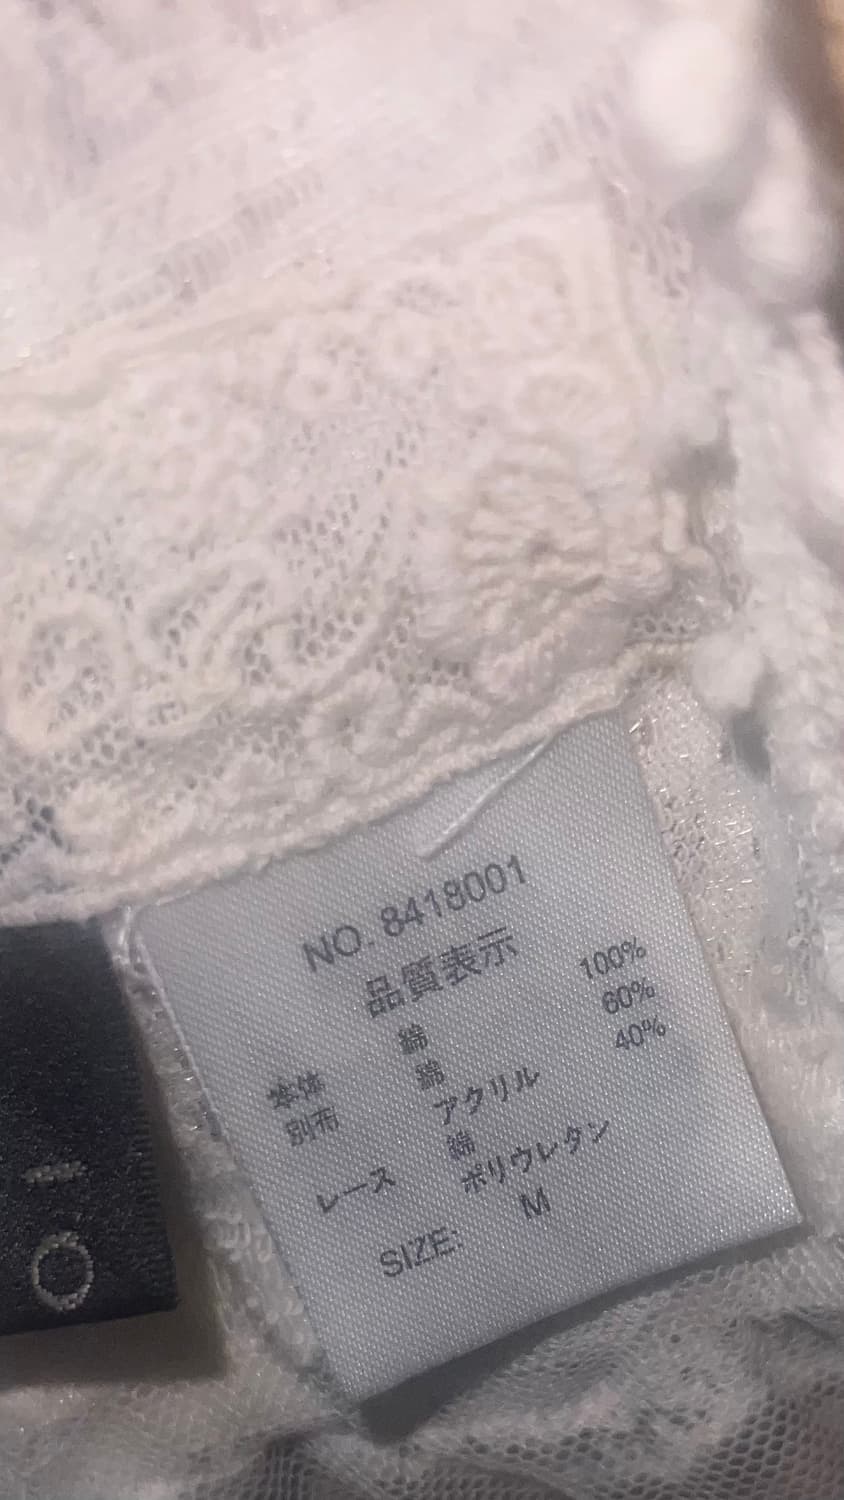 NO. 8418001
品質表示
本体 綿 100%
別布 綿 60%
アクリル 40%
レース 綿
ポリウレタン
SIZE: M